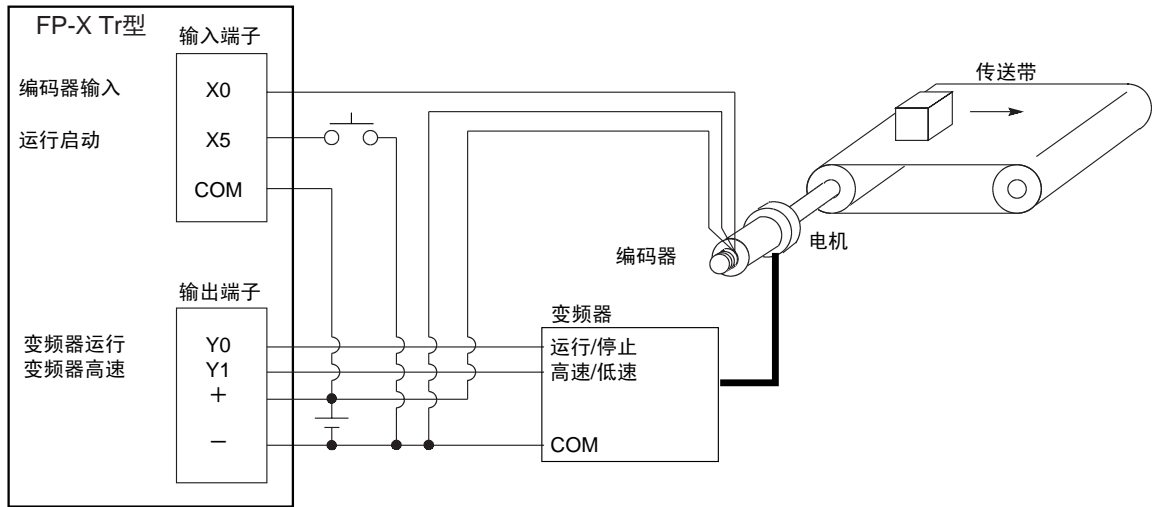 FP-X Tr型
输入端子
编码器输入
X0
运行启动
X5
COM
传送带
电机
编码器
输出端子
变频器运行
Y0
变频器高速
Y1
+
−
变频器
运行/停止
高速/低速
COM